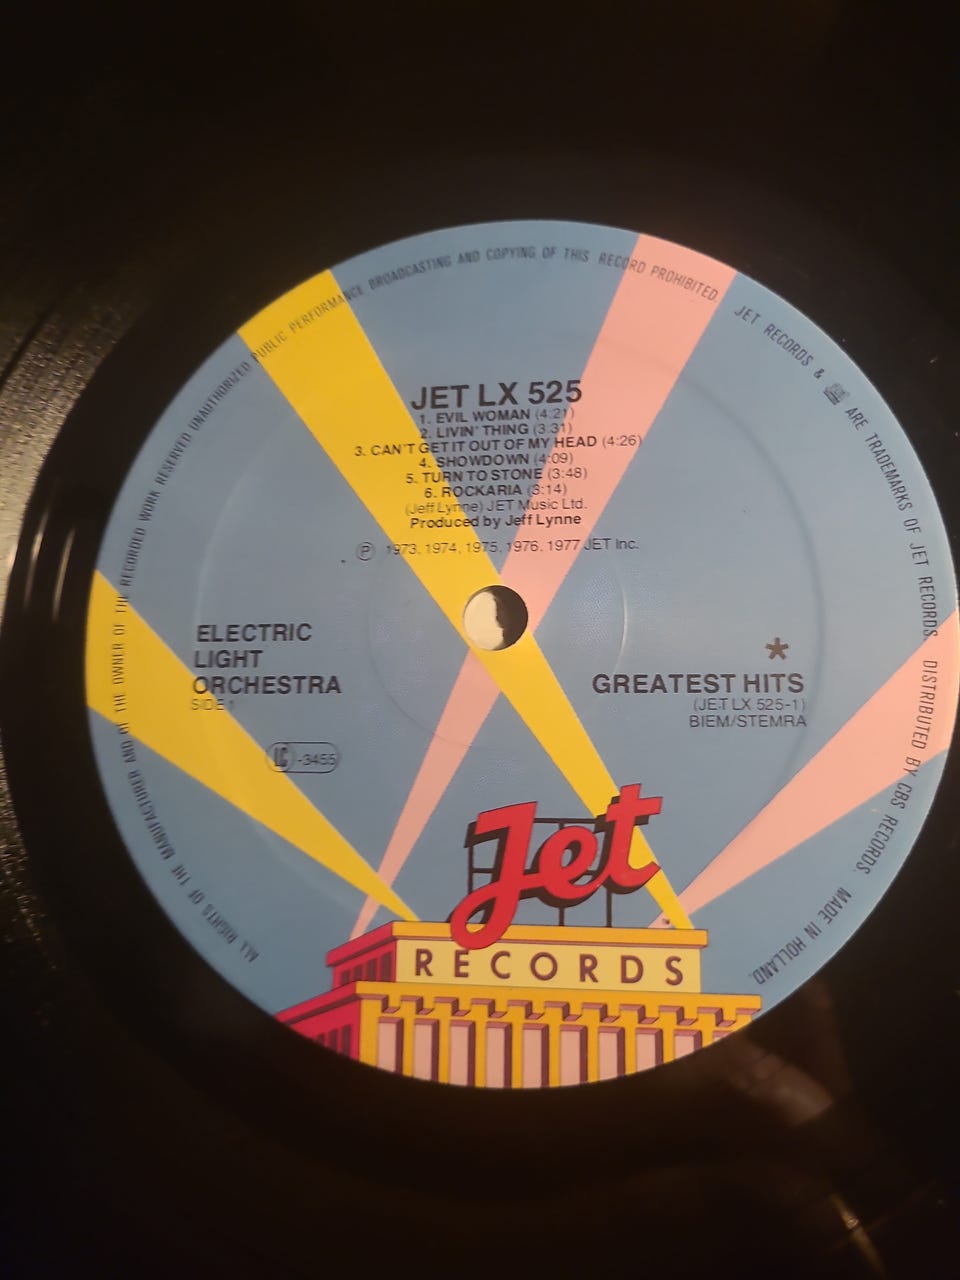 ALL RIGHTS OF THE MANUFACTURER AND OF THE OWNER OF THE RECORDED WORK RESERVED UNAUTHORIZED PUBLIC PERFORMANCE BROADCASTING AND COPYING OF THIS RECORD PROHIBITED. JET RECORDS & ARE TRADEMARKS OF JET RECORDS. DISTRIBUTED BY CBS RECORDS. MADE IN HOLLAND.
JET LX 525
1. EVIL WOMAN (4:21)
2. LIVIN' THING (3.31)
3. CAN'T GET IT OUT OF MY HEAD (4:26)
4. SHOWDOWN (4:09)
5. TURN TO STONE (3:48)
6. ROCKARIA (3:14)
(Jeff Lynne) JET Music Ltd.
Produced by Jeff Lynne
Ⓟ 1973, 1974, 1975, 1976, 1977 JET Inc.
ELECTRIC
LIGHT
ORCHESTRA
SIDE 1
LC -3455
*
GREATEST HITS
(JET LX 525-1)
BIEM/STEMRA
Jet
RECORDS